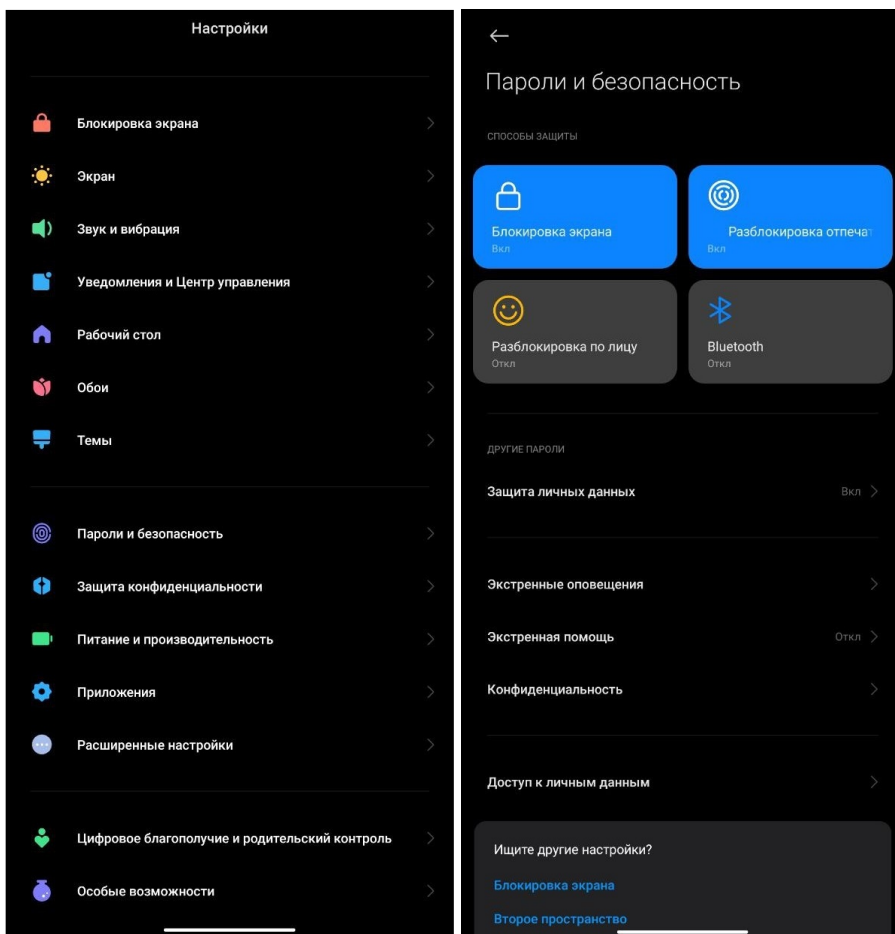 Настройки
Блокировка экрана
Экран
Звук и вибрация
Уведомления и Центр управления
Рабочий стол
Обои
Темы
Пароли и безопасность
Защита конфиденциальности
Питание и производительность
Приложения
Расширенные настройки
Цифровое благополучие и родительский контроль
Особые возможности
Пароли и безопасность
СПОСОБЫ ЗАЩИТЫ
Блокировка экрана
Вкл
Разблокировка отпечат
Вкл
Разблокировка по лицу
Откл
Bluetooth
Откл
ДРУГИЕ ПАРОЛИ
Защита личных данных Вкл
Экстренные оповещения
Экстренная помощь Откл
Конфиденциальность
Доступ к личным данным
Ищите другие настройки?
Блокировка экрана
Второе пространство